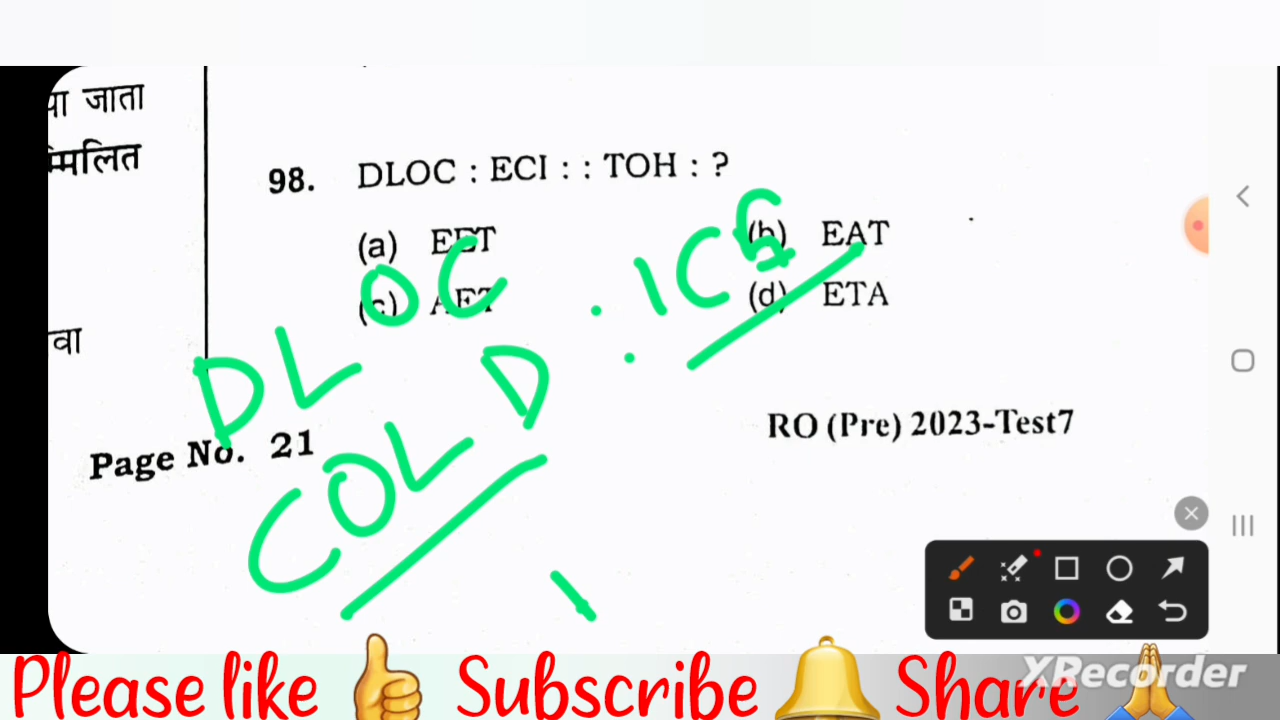 या जाता
म्मिलित
वा
98. DLOC : ECI : : TOH : ?
(a) EET (b) EAT
(c) AET (d) ETA
DLOC : ICE
COLD
Page No. 21
RO (Pre) 2023-Test7
Please like Subscribe Share
XRecorder